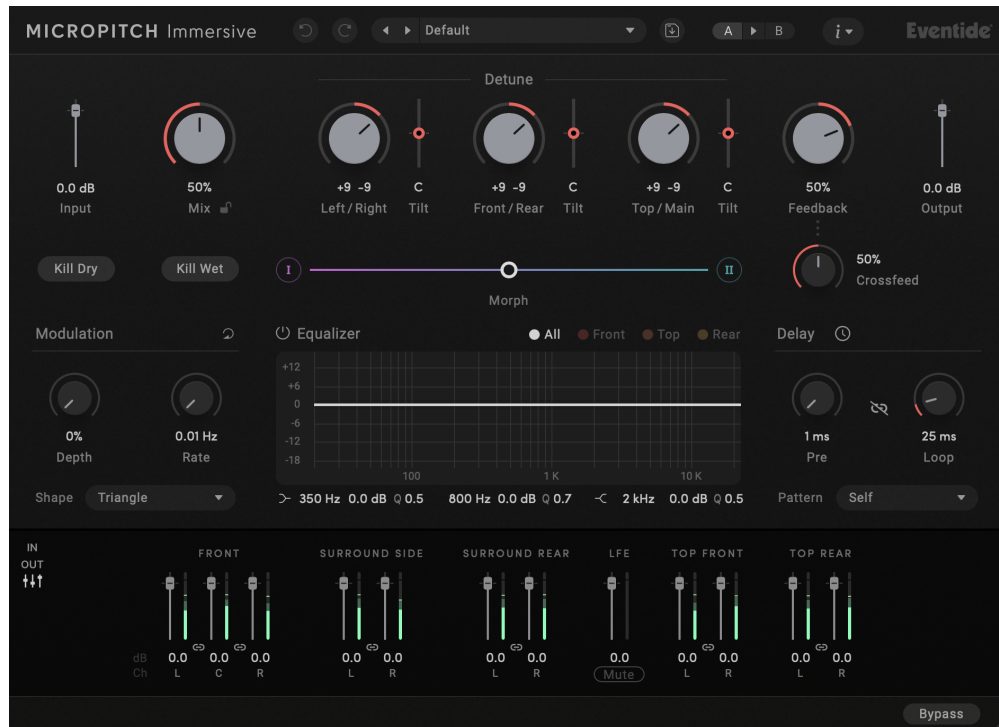 MICROPITCH Immersive
Default
A B
i
Eventide
Detune
0.0 dB
Input
50%
Mix
+9 -9
Left / Right
C
Tilt
+9 -9
Front / Rear
C
Tilt
+9 -9
Top / Main
C
Tilt
50%
Feedback
0.0 dB
Output
Kill Dry
Kill Wet
I
II
Morph
50%
Crossfeed
Modulation
Equalizer
All Front Top Rear
Delay
+12
+6
0
-6
-12
-18
100 1 K 10 K
0%
Depth
0.01 Hz
Rate
1 ms
Pre
25 ms
Loop
Shape Triangle
350 Hz 0.0 dB Q 0.5 800 Hz 0.0 dB Q 0.7 2 kHz 0.0 dB Q 0.5
Pattern Self
IN
OUT
FRONT SURROUND SIDE SURROUND REAR LFE TOP FRONT TOP REAR
dB 0.0 0.0 0.0 0.0 0.0 0.0 0.0 0.0 0.0 0.0 0.0 0.0
Ch L C R L R L R Mute L R L R
Bypass